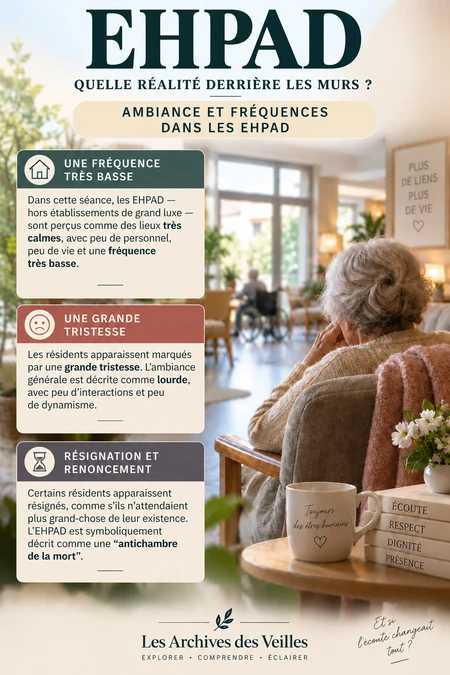 EHPAD
QUELLE RÉALITÉ DERRIÈRE LES MURS ?
AMBIANCE ET FRÉQUENCES
DANS LES EHPAD
UNE FRÉQUENCE
TRÈS BASSE
Dans cette séance, les EHPAD —
hors établissements de grand luxe —
sont perçus comme des lieux très
calmes, avec peu de personnel,
peu de vie et une fréquence
très basse.
UNE GRANDE
TRISTESSE
Les résidents apparaissent marqués
par une grande tristesse. L’ambiance
générale est décrite comme lourde,
avec peu d’interactions et peu
de dynamisme.
RÉSIGNATION ET
RENONCEMENT
Certains résidents apparaissent
résignés, comme s’ils n’attendaient
plus grand-chose de leur existence.
L’EHPAD est symboliquement
décrit comme une “antichambre
de la mort”.
PLUS
DE LIENS
PLUS
DE VIE
Toujours
des êtres humains
ÉCOUTE
RESPECT
DIGNITÉ
PRÉSENCE
Et si
l’écoute changeait
tout ?
Les Archives des Veilles
EXPLORER • COMPRENDRE • ÉCLAIRER